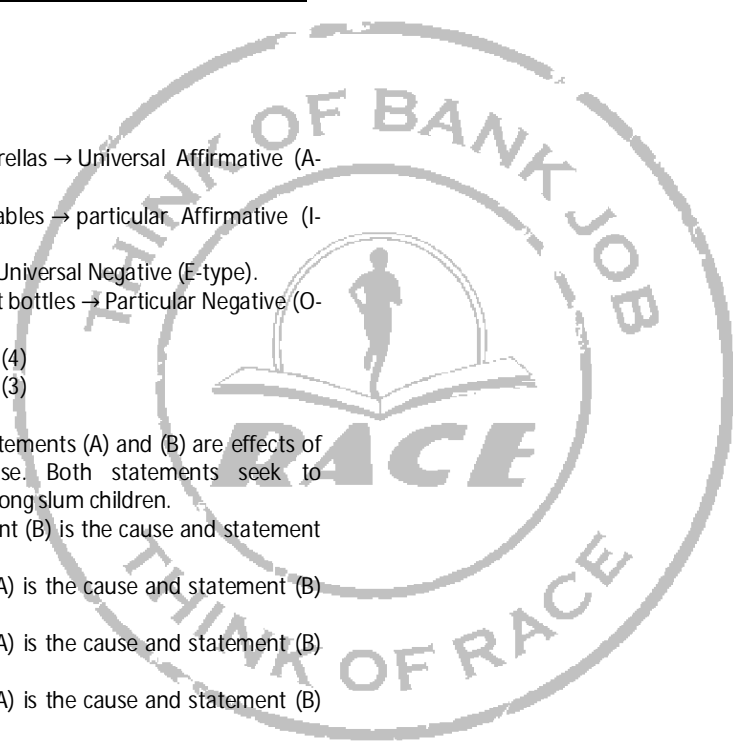 rellas → Universal Affirmative (A-
ables → particular Affirmative (I-
Universal Negative (E-type).
t bottles → Particular Negative (O-
(4)
(3)
tements (A) and (B) are effects of
se. Both statements seek to
ong slum children.
nt (B) is the cause and statement
A) is the cause and statement (B)
A) is the cause and statement (B)
A) is the cause and statement (B)
THINK OF BANK JOB
RACE
THINK OF RACE